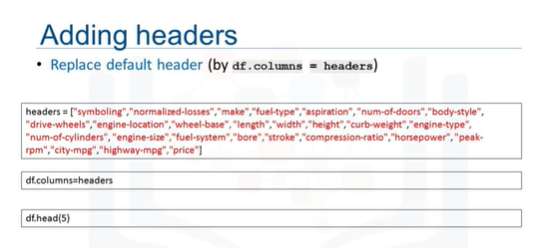 Adding headers
• Replace default header (by df.columns = headers)
headers = ["symboling","normalized-losses","make","fuel-type","aspiration", "num-of-doors","body-style",
"drive-wheels","engine-location","wheel-base", "length","width","height","curb-weight","engine-type",
"num-of-cylinders", "engine-size","fuel-system","bore","stroke","compression-ratio","horsepower", "peak-
rpm","city-mpg","highway-mpg","price"]
df.columns=headers
df.head(5)